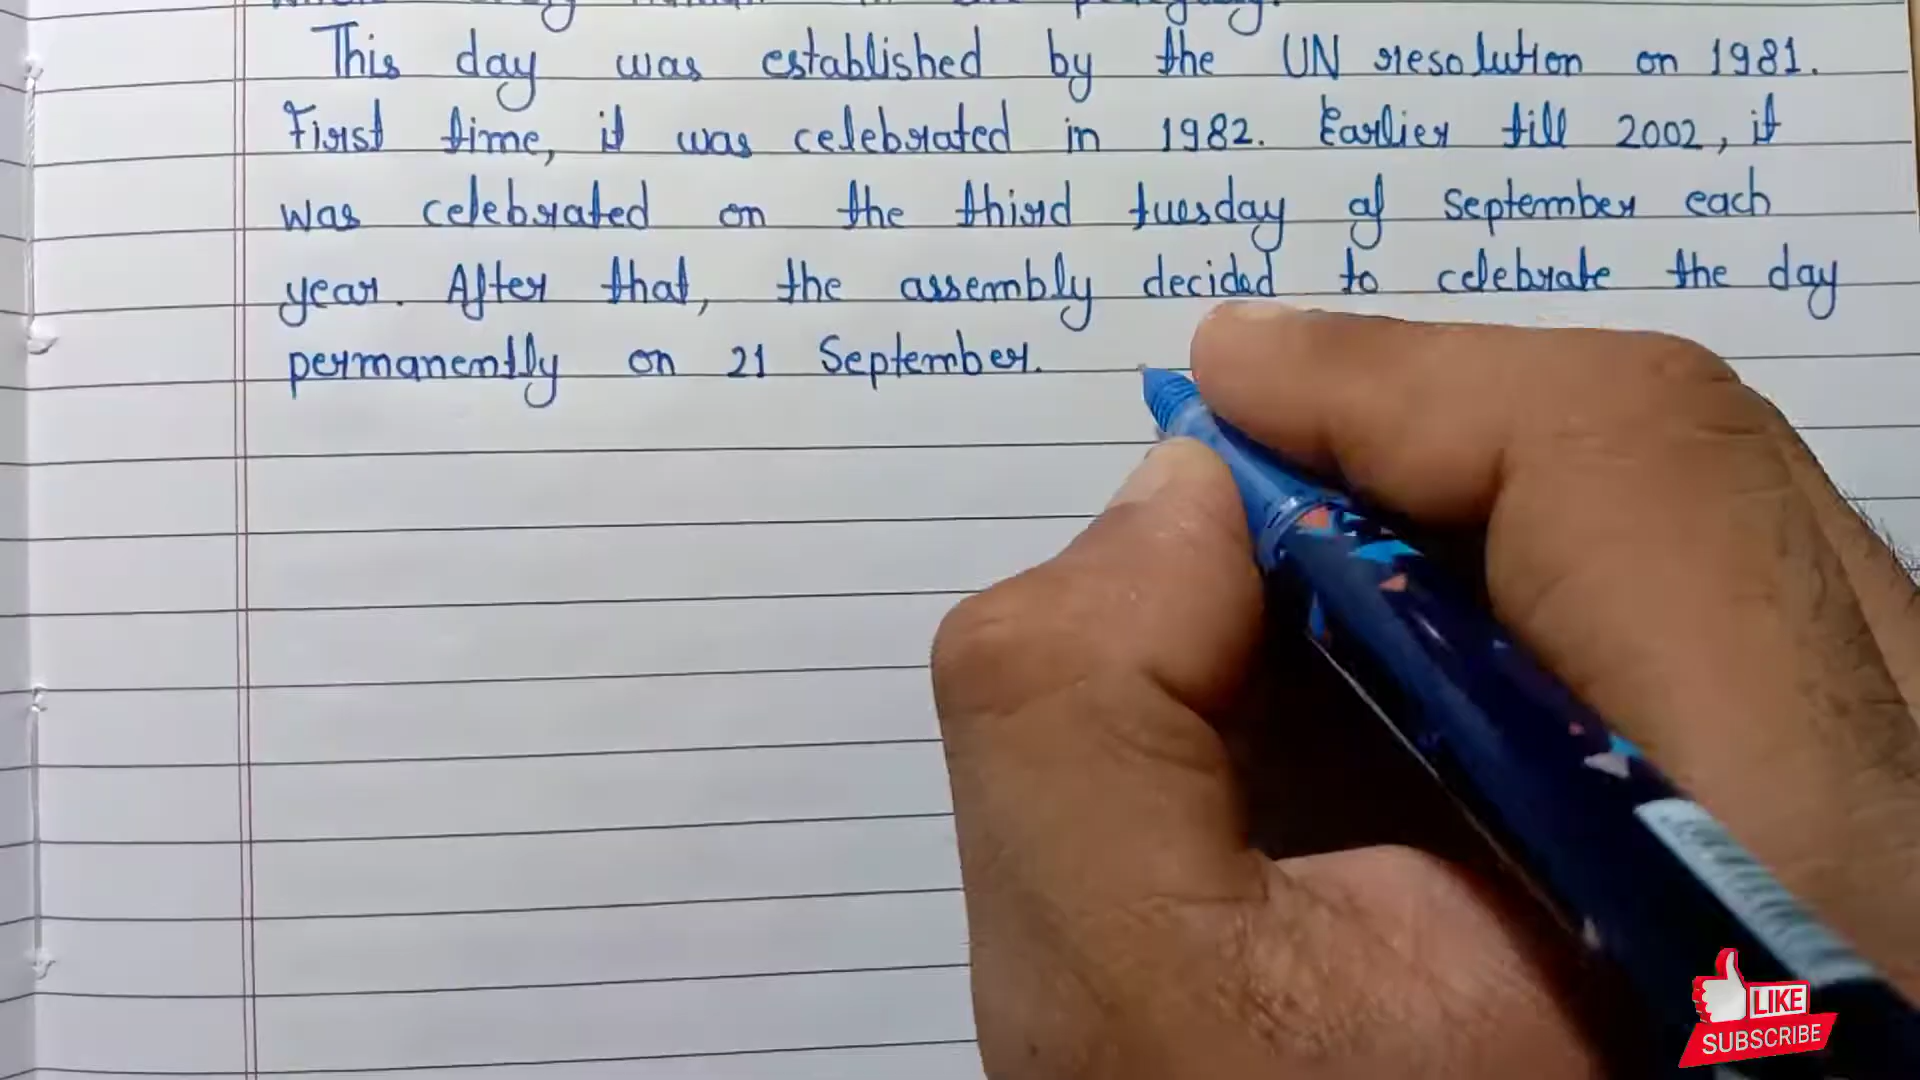 This day was established by the UN resolution on 1981.
First time, it was celebrated in 1982. Earlier till 2002, it
was celebrated on the third tuesday of September each
year. After that, the assembly decided to celebrate the day
permanently on 21 September.
LIKE
SUBSCRIBE